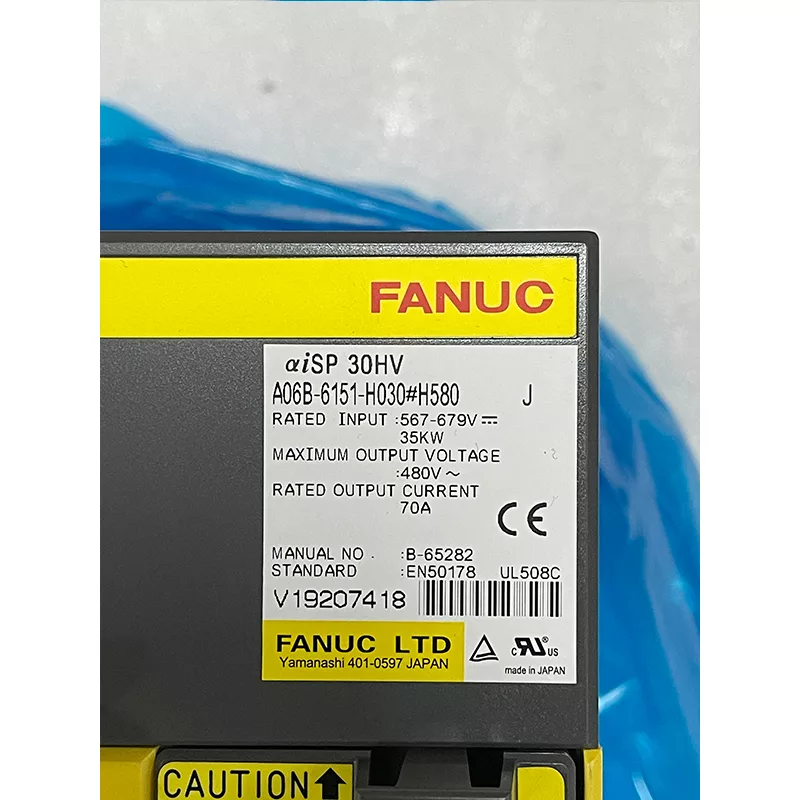 FANUC
αiSP 30HV
A06B-6151-H030#H580 J
RATED INPUT :567-679V⎓
35KW
MAXIMUM OUTPUT VOLTAGE
:480V～
RATED OUTPUT CURRENT
70A
CE
MANUAL NO. :B-65282
STANDARD :EN50178 UL508C
V19207418
FANUC LTD
Yamanashi 401-0597 JAPAN
c RU US
made in JAPAN
CAUTION